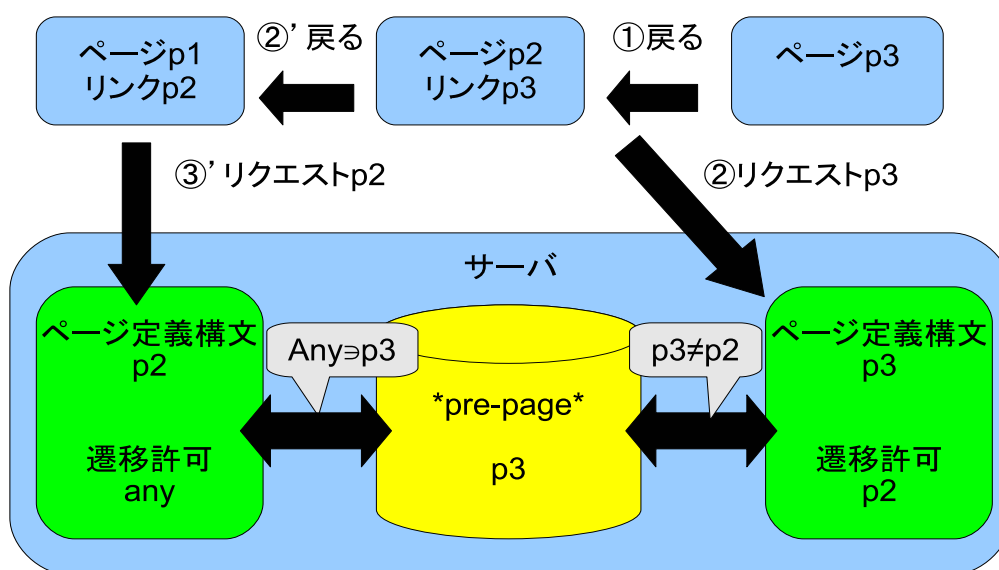 ページp1
リンクp2
②’戻る
ページp2
リンクp3
①戻る
ページp3
③’リクエストp2
②リクエストp3
サーバ
ページ定義構文
p2
遷移許可
any
Any∋p3
*pre-page*
p3
p3≠p2
ページ定義構文
p3
遷移許可
p2